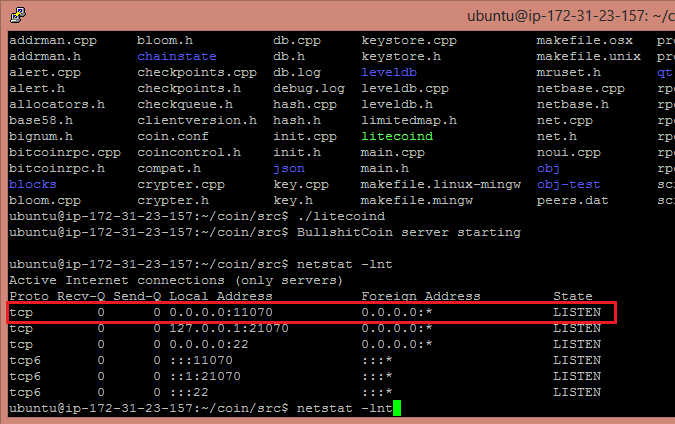 ubuntu@ip-172-31-23-157: ~/c
addrman.cpp bloom.h db.cpp keystore.cpp makefile.osx pr
addrman.h chainstate db.h keystore.h makefile.unix pr
alert.cpp checkpoints.cpp db.log leveldb mruset.h qt
alert.h checkpoints.h debug.log leveldb.cpp netbase.cpp rp
allocators.h checkqueue.h hash.cpp leveldb.h netbase.h rp
base58.h clientversion.h hash.h limitedmap.h net.cpp rp
bignum.h coin.conf init.cpp litecoind net.h rp
bitcoinrpc.cpp coincontrol.h init.h main.cpp noui.cpp rp
bitcoinrpc.h compat.h json main.h obj rp
blocks crypter.cpp key.cpp makefile.linux-mingw obj-test sc
bloom.cpp crypter.h key.h makefile.mingw peers.dat sc
ubuntu@ip-172-31-23-157:~/coin/src$ ./litecoind
ubuntu@ip-172-31-23-157:~/coin/src$ BullshitCoin server starting
ubuntu@ip-172-31-23-157:~/coin/src$ netstat -lnt
Active Internet connections (only servers)
Proto Recv-Q Send-Q Local Address Foreign Address State
tcp 0 0 0.0.0.0:11070 0.0.0.0:* LISTEN
tcp 0 0 127.0.0.1:21070 0.0.0.0:* LISTEN
tcp 0 0 0.0.0.0:22 0.0.0.0:* LISTEN
tcp6 0 0 :::11070 :::* LISTEN
tcp6 0 0 ::1:21070 :::* LISTEN
tcp6 0 0 :::22 :::* LISTEN
ubuntu@ip-172-31-23-157:~/coin/src$ netstat -lnt